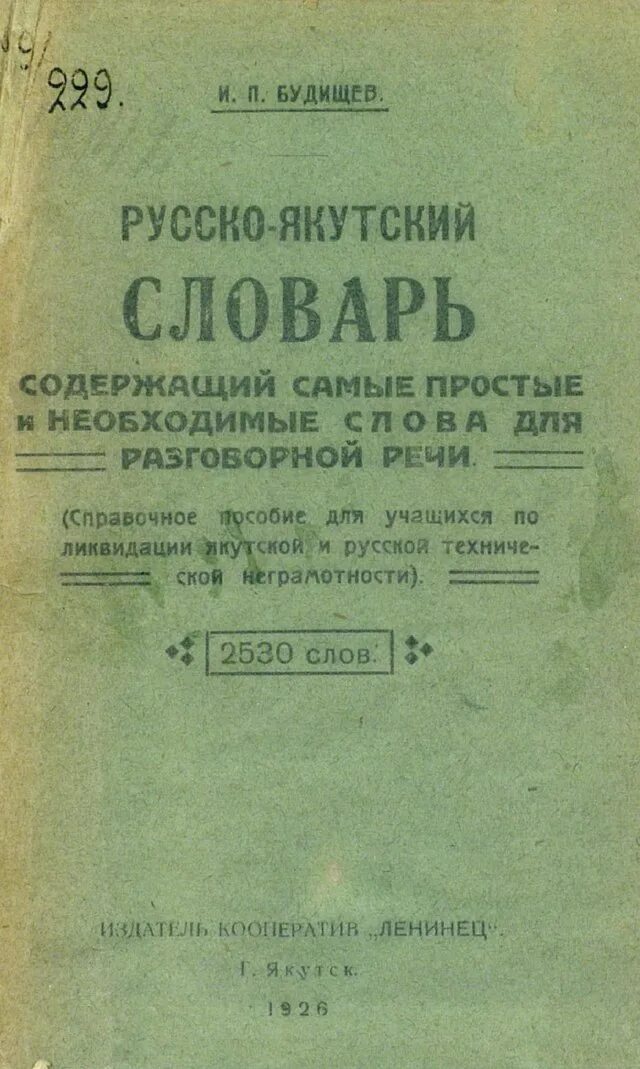 229.
И. П. БУДИЩЕВ.
РУССКО-ЯКУТСКИЙ
СЛОВАРЬ
СОДЕРЖАЩИЙ САМЫЕ ПРОСТЫЕ
и НЕОБХОДИМЫЕ СЛОВА ДЛЯ
РАЗГОВОРНОЙ РЕЧИ.
(Справочное пособие для учащихся по
ликвидации якутской и русской техниче-
ской неграмотности).
2530 слов.
ИЗДАТЕЛЬ КООПЕРАТИВ „ЛЕНИНЕЦ".
Г. Якутск.
1926